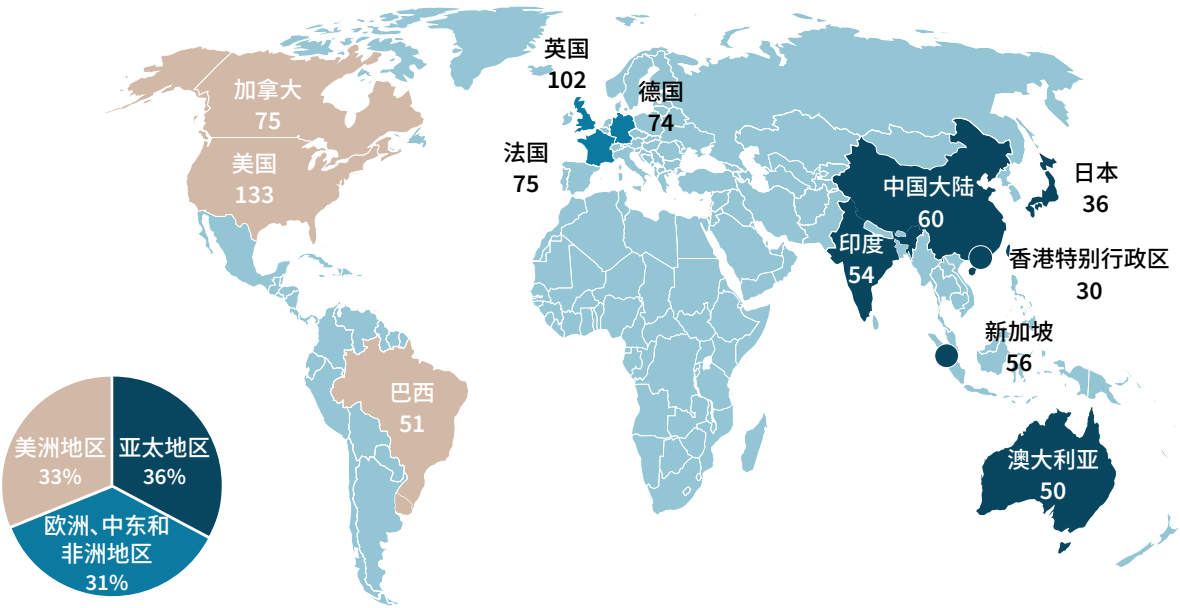 英国
102
加拿大
75
德国
74
美国
133
法国
75
中国大陆
60
日本
36
印度
54
香港特别行政区
30
新加坡
56
巴西
51
澳大利亚
50
美洲地区
33%
亚太地区
36%
欧洲、中东和
非洲地区
31%